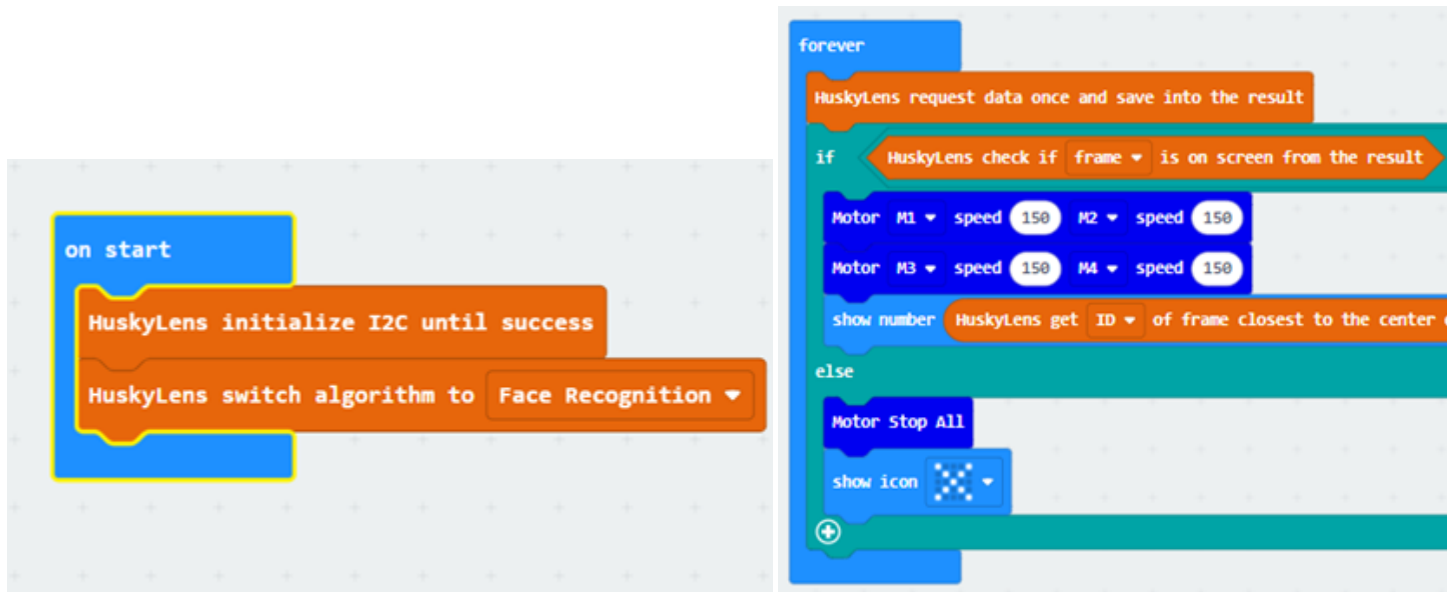 on start
HuskyLens initialize I2C until success
HuskyLens switch algorithm to Face Recognition
forever
HuskyLens request data once and save into the result
if HuskyLens check if frame is on screen from the result
Motor M1 speed 150 M2 speed 150
Motor M3 speed 150 M4 speed 150
show number HuskyLens get ID of frame closest to the center
else
Motor Stop All
show icon